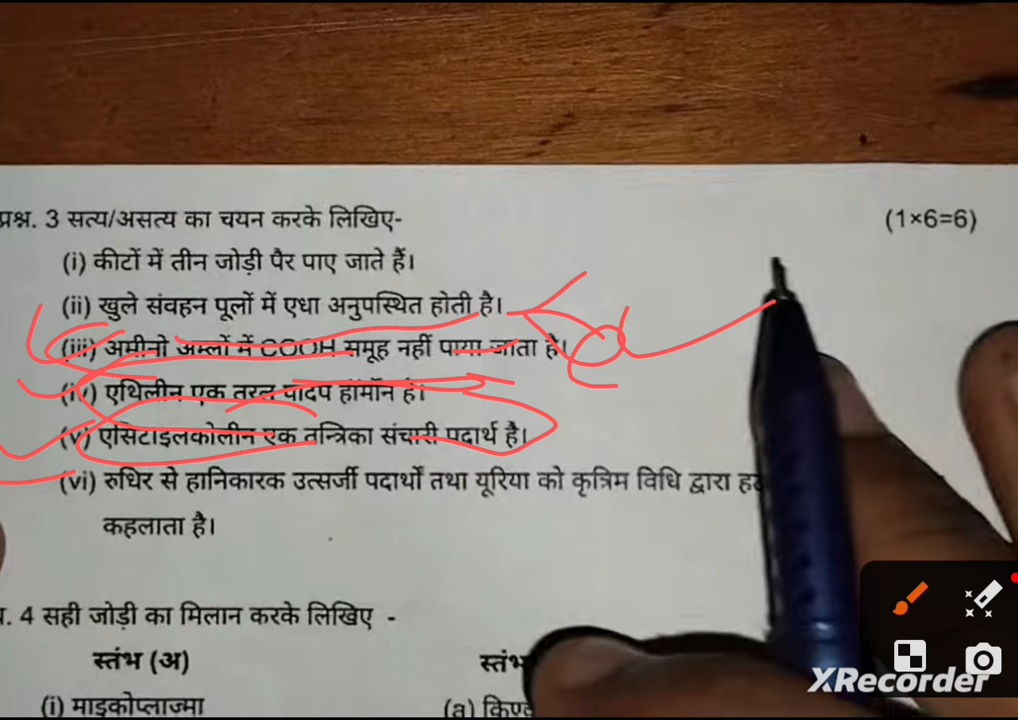 प्रश्न. 3 सत्य/असत्य का चयन करके लिखिए- (1×6=6)
(i) कीटों में तीन जोड़ी पैर पाए जाते हैं।
(ii) खुले संवहन पूलों में एधा अनुपस्थित होती है।
(iii) अमीनो अम्लों में COOH समूह नहीं पाया जाता है।
(iv) एथिलीन एक तरल पादप हॉर्मोन है।
(v) एसिटाइलकोलीन एक तन्त्रिका संचारी पदार्थ है।
(vi) रुधिर से हानिकारक उत्सर्जी पदार्थों तथा यूरिया को कृत्रिम विधि द्वारा
कहलाता है।
. 4 सही जोड़ी का मिलान करके लिखिए -
स्तंभ (अ) स्तंभ
(i) माइकोप्लाज्मा (a)
XRecorder